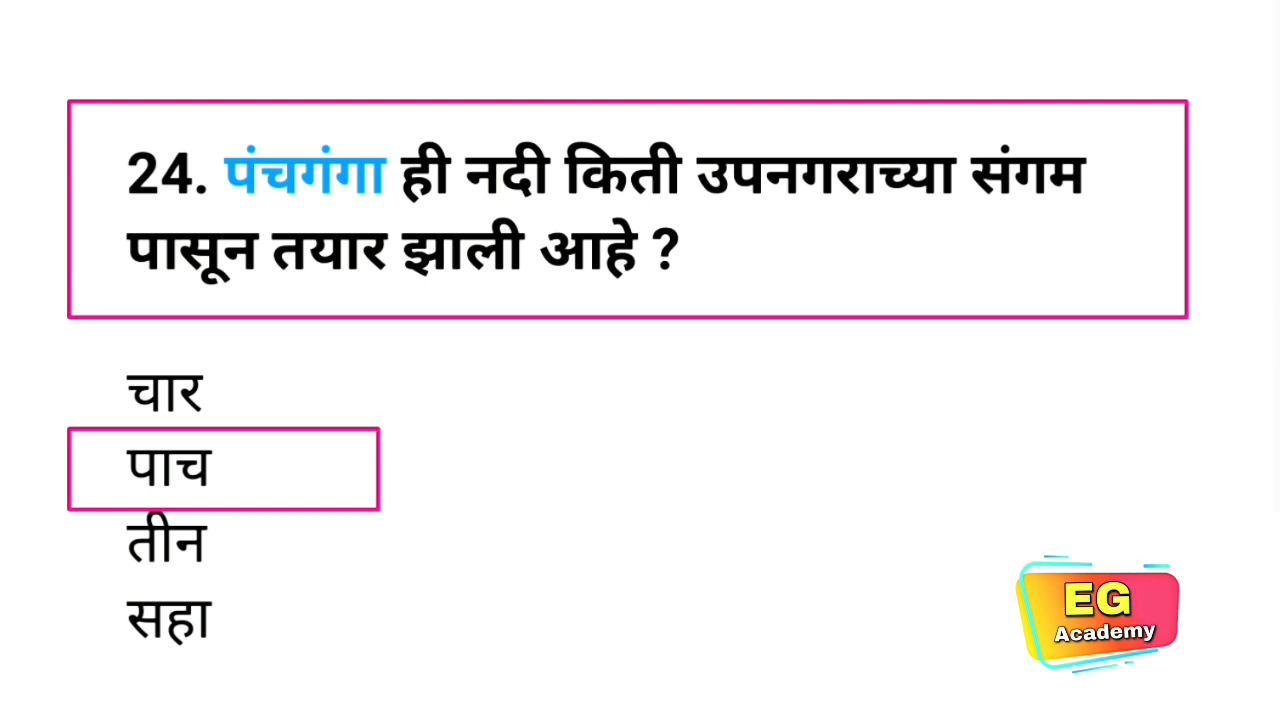 24. पंचगंगा ही नदी किती उपनगराच्या संगम
पासून तयार झाली आहे ?
चार
पाच
तीन
सहा
EG
Academy